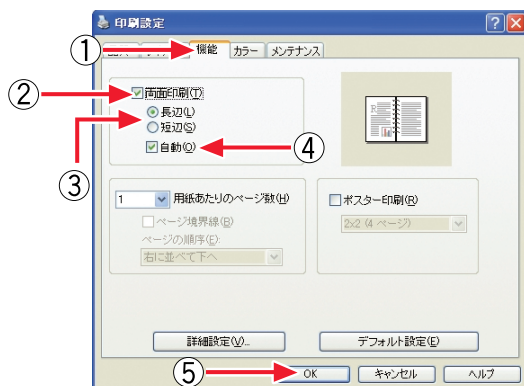 印刷設定
① 機能 カラー メンテナンス
② 両面印刷(T)
③ 長辺(L)
短辺(S)
自動(O) ④
1 用紙あたりのページ数(H)
ページ境界線(B)
ページの順序(E):
右に並べて下へ
ポスター印刷(R)
2x2 (4 ページ)
詳細設定(V)... デフォルト設定(E)
⑤ OK キャンセル ヘルプ